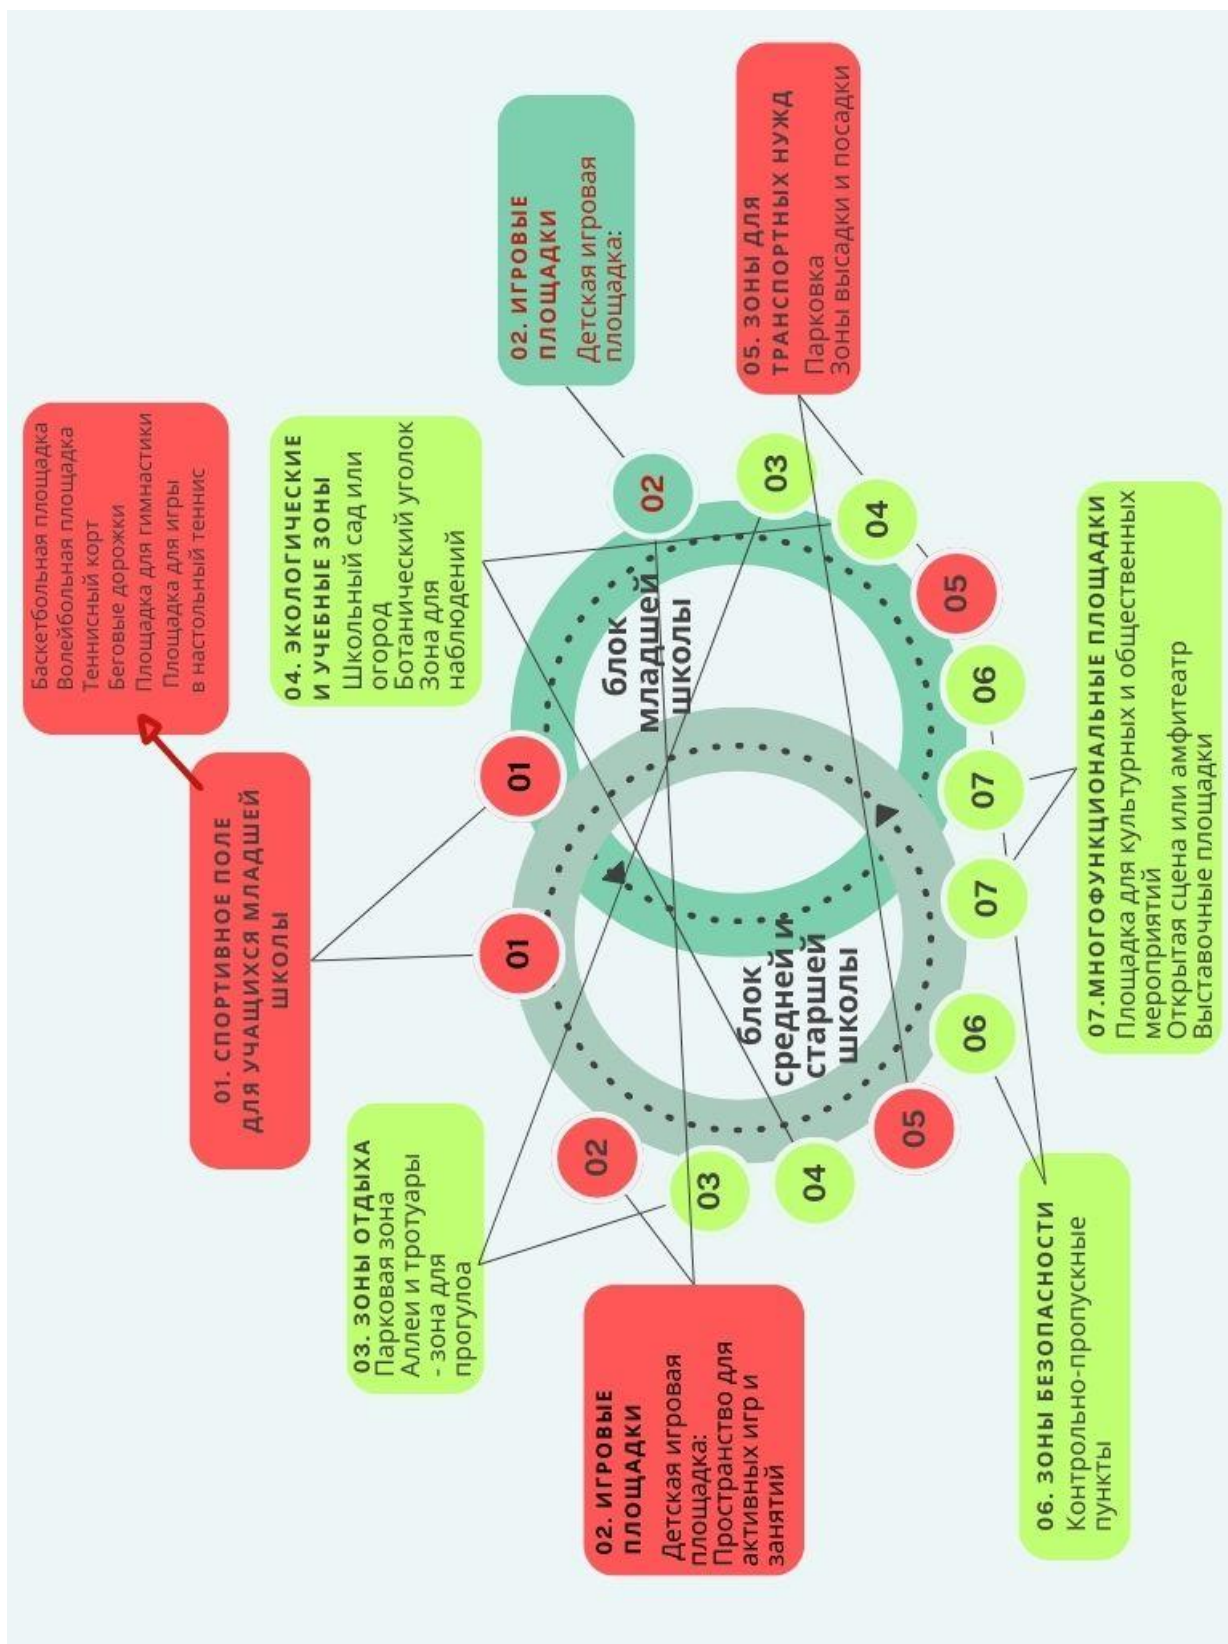 Баскетбольная площадка
Волейбольная площадка
Теннисный корт
Беговые дорожки
Площадка для гимнастики
Площадка для игры
в настольный теннис
01. СПОРТИВНОЕ ПОЛЕ
ДЛЯ УЧАЩИХСЯ МЛАДШЕЙ
ШКОЛЫ
04. ЭКОЛОГИЧЕСКИЕ
И УЧЕБНЫЕ ЗОНЫ
Школьный сад или
огород
Ботанический уголок
Зона для
наблюдений
03. ЗОНЫ ОТДЫХА
Парковая зона
Аллеи и тротуары
- зона для
прогулоа
02. ИГРОВЫЕ
ПЛОЩАДКИ
Детская игровая
площадка:
02. ИГРОВЫЕ
ПЛОЩАДКИ
Детская игровая
площадка:
Пространство для
активных игр и
занятий
05. ЗОНЫ ДЛЯ
ТРАНСПОРТНЫХ НУЖД
Парковка
Зоны высадки и посадки
01
01
02
02
03
03
04
04
05
05
06
06
07
07
блок
младшей
школы
блок
средней и
старшей
школы
06. ЗОНЫ БЕЗОПАСНОСТИ
Контрольно-пропускные
пункты
07.МНОГОФУНКЦИОНАЛЬНЫЕ ПЛОЩАДКИ
Площадка для культурных и общественных
мероприятий
Открытая сцена или амфитеатр
Выставочные площадки